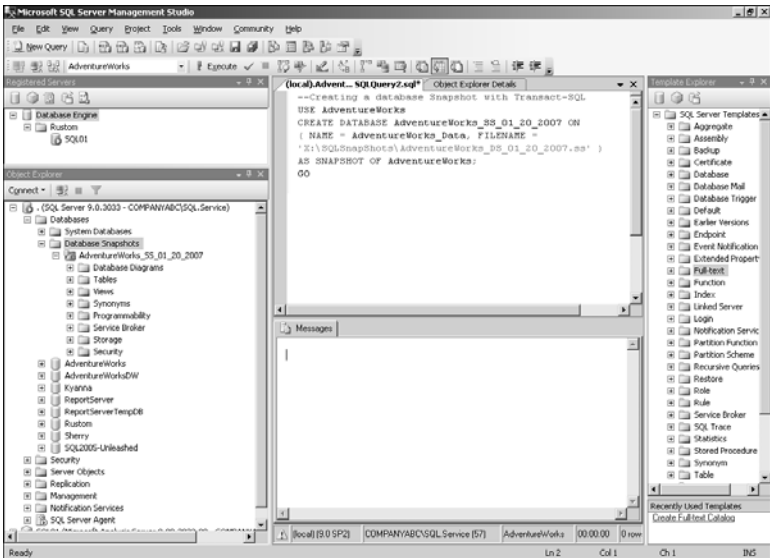 Microsoft SQL Server Management Studio
File Edit View Query Project Tools Window Community Help
New Query
AdventureWorks Execute
Registered Servers
Database Engine
Rustom
SQL01
Object Explorer
Connect
. (SQL Server 9.0.3033 - COMPANYABC\SQL.Service)
Databases
System Databases
Database Snapshots
AdventureWorks_SS_01_20_2007
Database Diagrams
Tables
Views
Synonyms
Programmability
Service Broker
Storage
Security
AdventureWorks
AdventureWorksDW
Kyanna
ReportServer
ReportServerTempDB
Rustom
Sherry
SQL2005-Unleashed
Security
Server Objects
Replication
Management
Notification Services
SQL Server Agent
(local).Advent... SQLQuery2.sql* Object Explorer Details
--Creating a database Snapshot with Transact-SQL
USE AdventureWorks
CREATE DATABASE AdventureWorks_SS_01_20_2007 ON
( NAME = AdventureWorks_Data, FILENAME =
'Z:\SQLSnapShots\AdventureWorks_DS_01_20_2007.ss' )
AS SNAPSHOT OF AdventureWorks;
GO
Messages
(local) (9.0 SP2) COMPANYABC\SQL.Service (57) AdventureWorks 00:00:00 0 row
Template Explorer
SQL Server Templates
Aggregate
Assembly
Backup
Certificate
Database
Database Mail
Database Trigger
Default
Earlier Versions
Endpoint
Event Notification
Extended Propert
Full-text
Function
Index
Linked Server
Login
Notification Servic
Partition Function
Partition Scheme
Recursive Queries
Restore
Role
Rule
Service Broker
SQL Trace
Statistics
Stored Procedure
Synonym
Table
Recently Used Templates
Create Full-text Catalog
Ready Ln 2 Col 1 Ch 1 INS